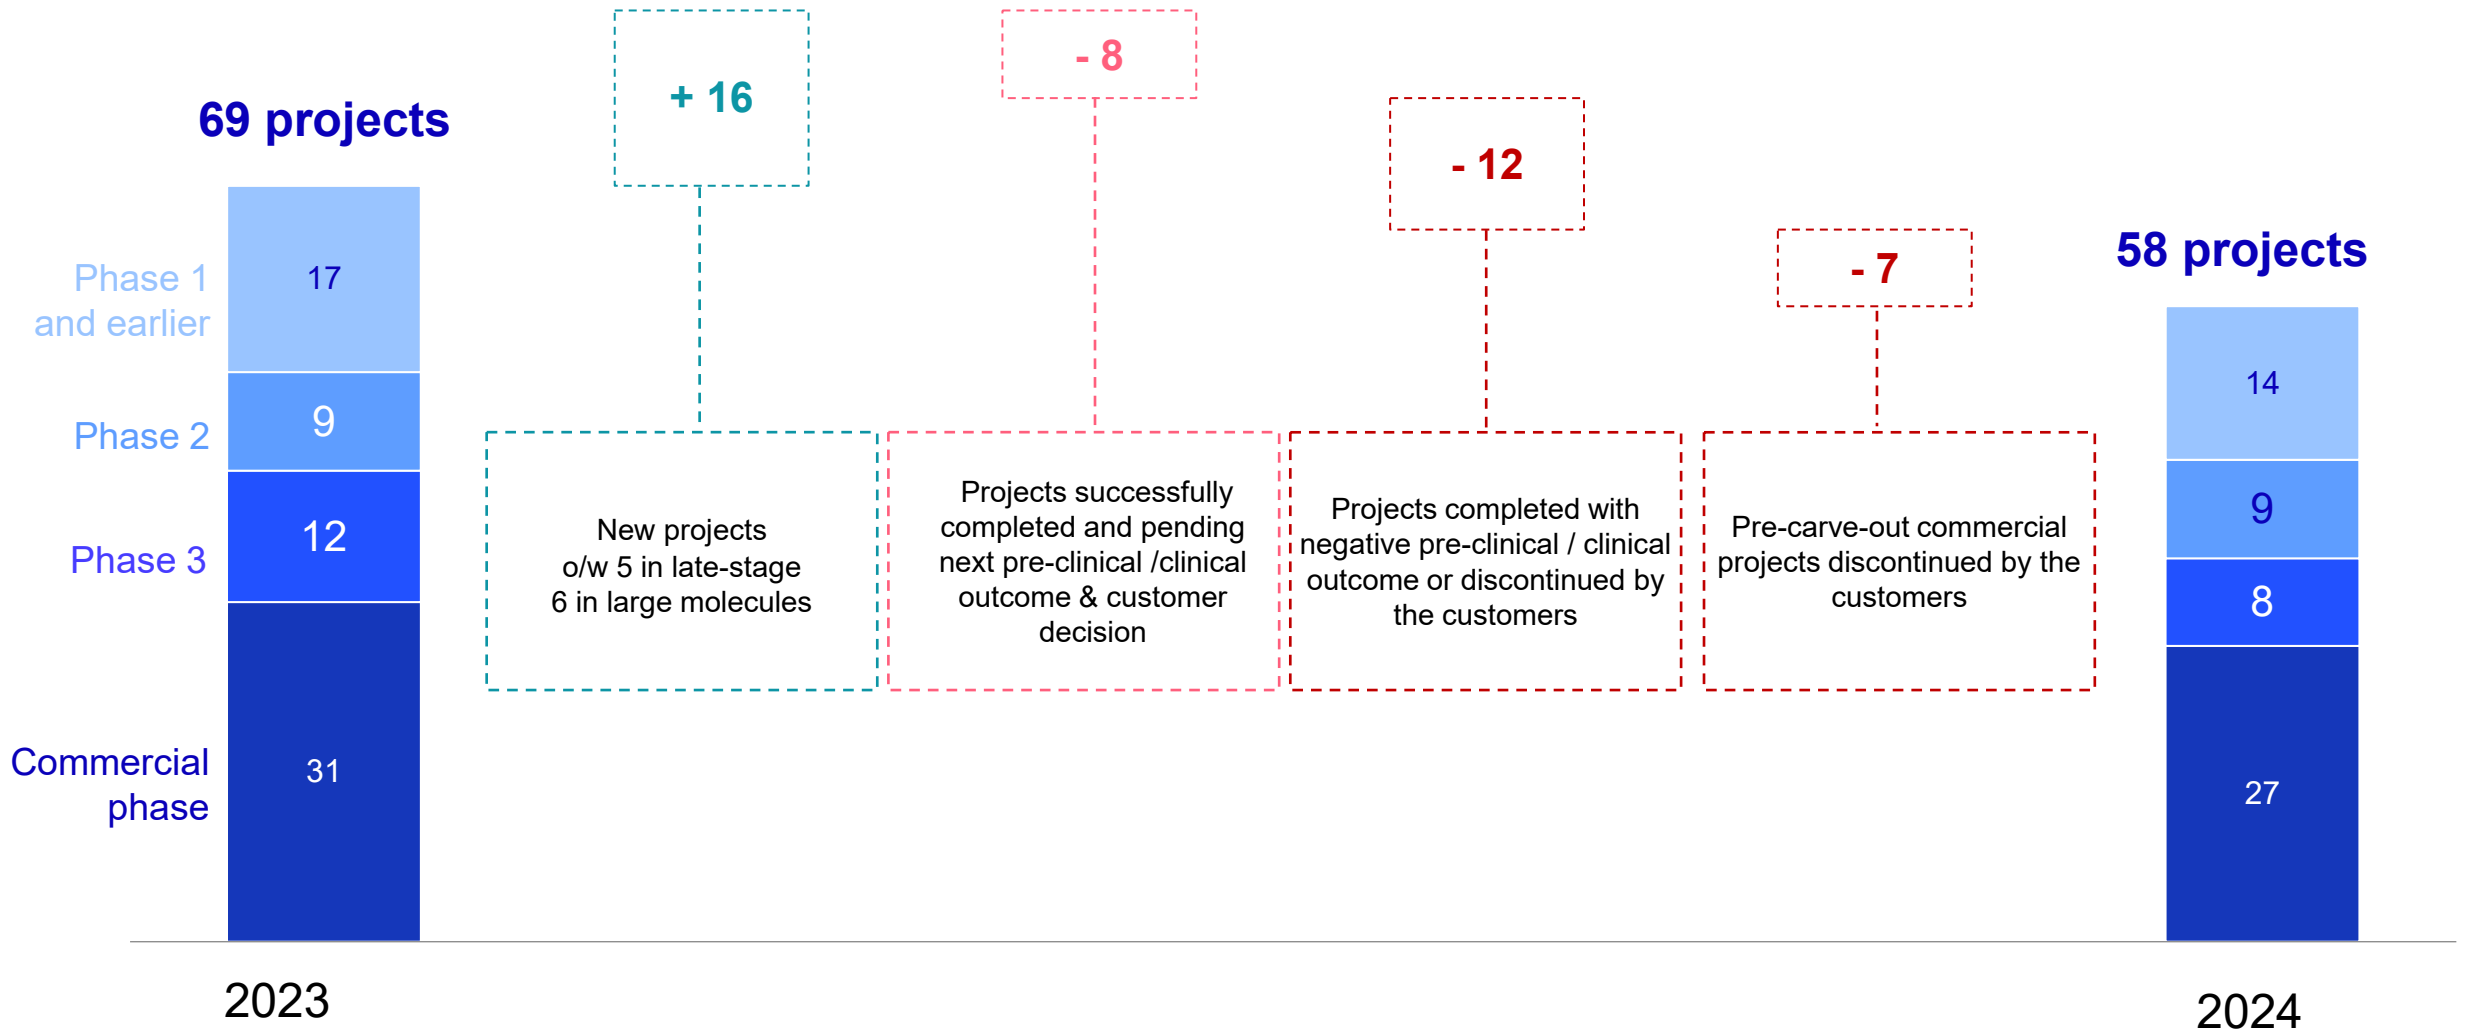 69 projects
Phase 1
and earlier
17
Phase 2
9
Phase 3
12
Commercial
phase
31
2023
+ 16
New projects
o/w 5 in late-stage
6 in large molecules
- 8
Projects successfully
completed and pending
next pre-clinical /clinical
outcome & customer
decision
- 12
Projects completed with
negative pre-clinical / clinical
outcome or discontinued by
the customers
- 7
Pre-carve-out commercial
projects discontinued by the
customers
58 projects
14
9
8
27
2024